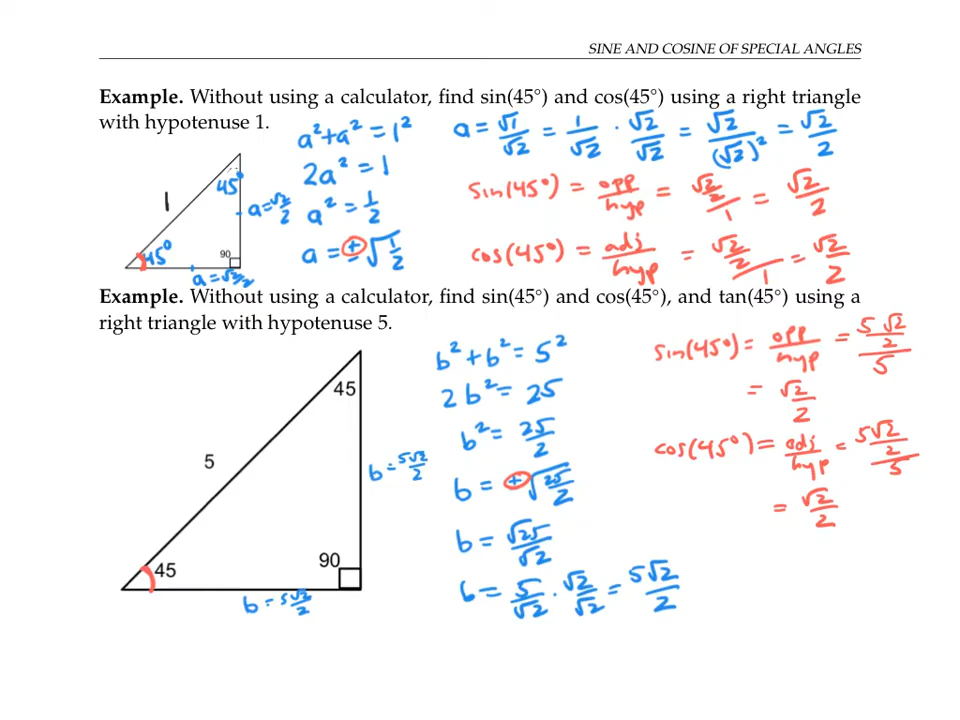 SINE AND COSINE OF SPECIAL ANGLES
Example. Without using a calculator, find sin(45°) and cos(45°) using a right triangle
with hypotenuse 1.
a² + a² = 1²
2a² = 1
a² = 1/2
a = ±√(1/2)
a = √1/√2 = 1/√2 · √2/√2 = √2/(√2)² = √2/2
sin(45°) = opp/hyp = (√2/2)/1 = √2/2
cos(45°) = adj/hyp = (√2/2)/1 = √2/2
1
45°
a = √2/2
45°
90
a = √2/2
Example. Without using a calculator, find sin(45°) and cos(45°), and tan(45°) using a
right triangle with hypotenuse 5.
45
5
b = 5√2/2
45
90
b = 5√2/2
b² + b² = 5²
2b² = 25
b² = 25/2
b = ±√(25/2)
b = √25/√2
b = 5/√2 · √2/√2 = 5√2/2
sin(45°) = opp/hyp = (5√2/2)/5
= √2/2
cos(45°) = adj/hyp = (5√2/2)/5
= √2/2